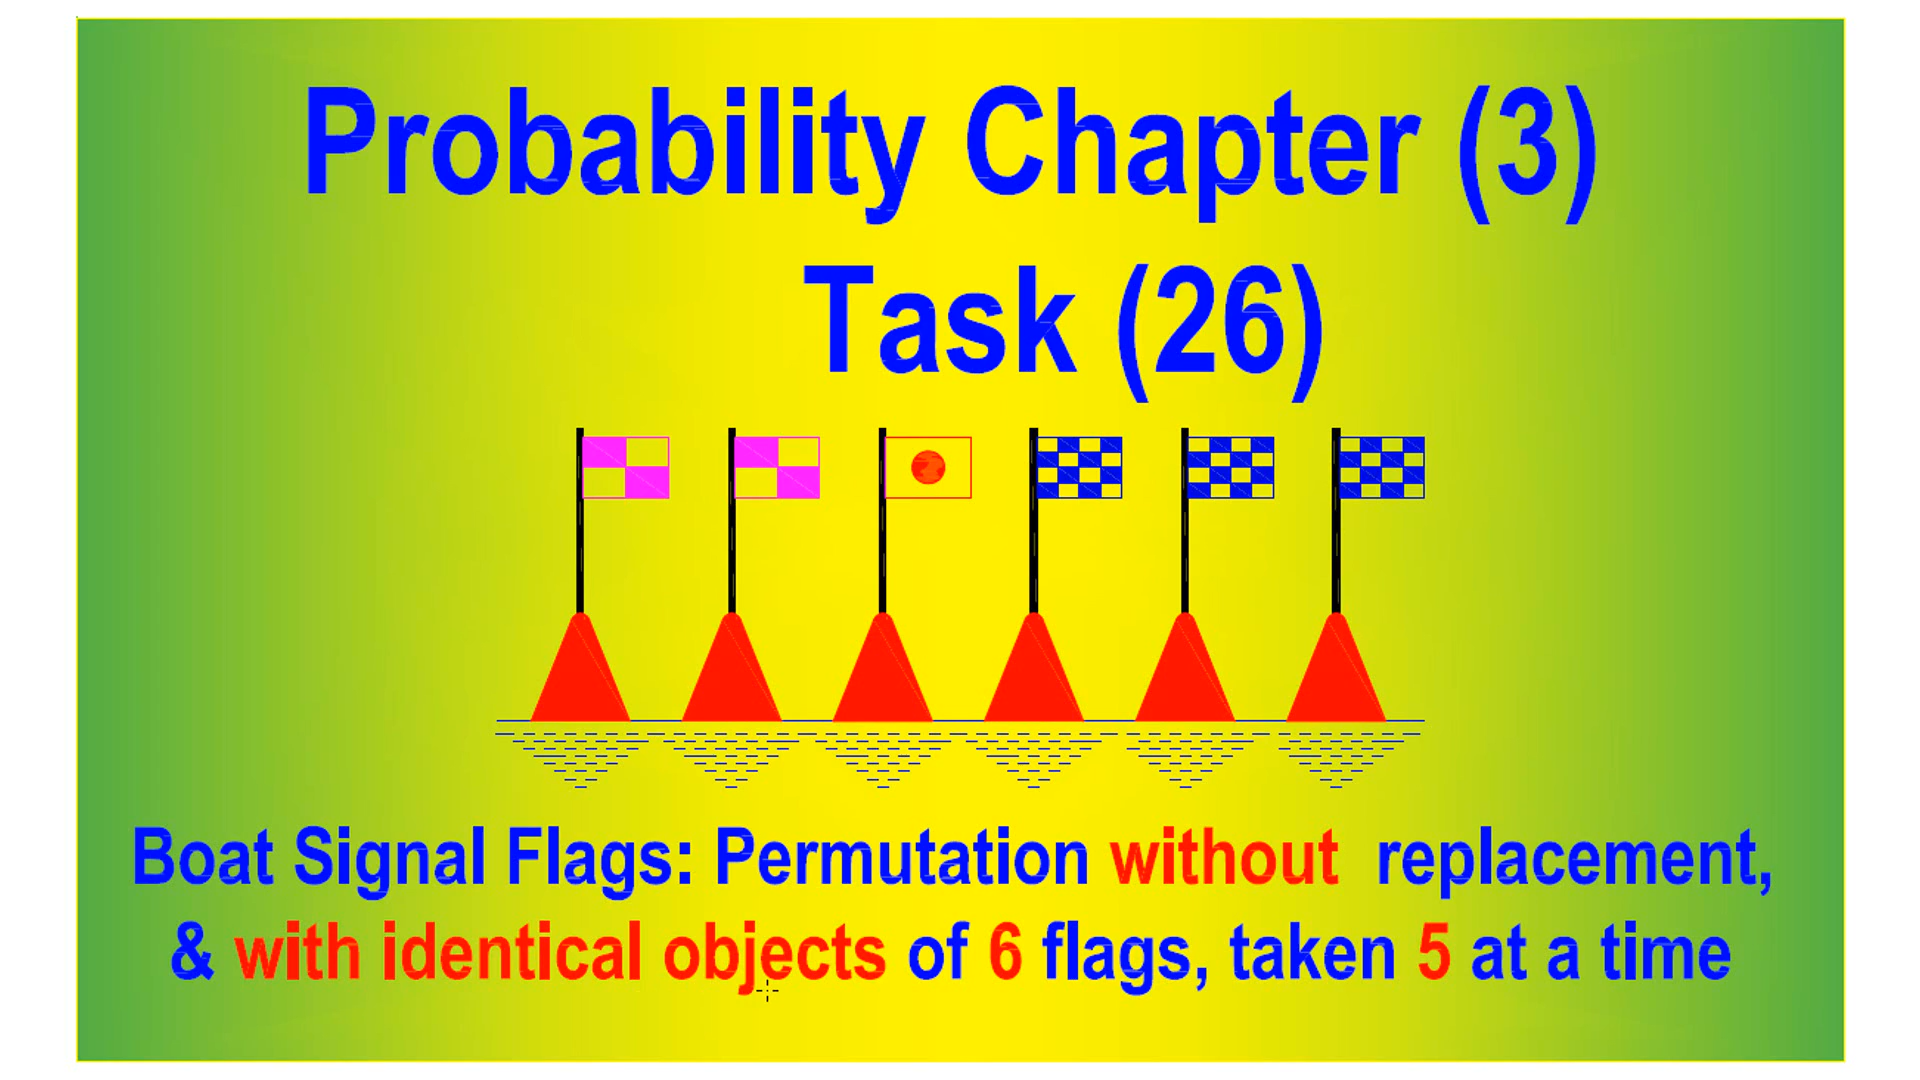 Probability Chapter (3)
Task (26)
Boat Signal Flags: Permutation without replacement,
& with identical objects of 6 flags, taken 5 at a time